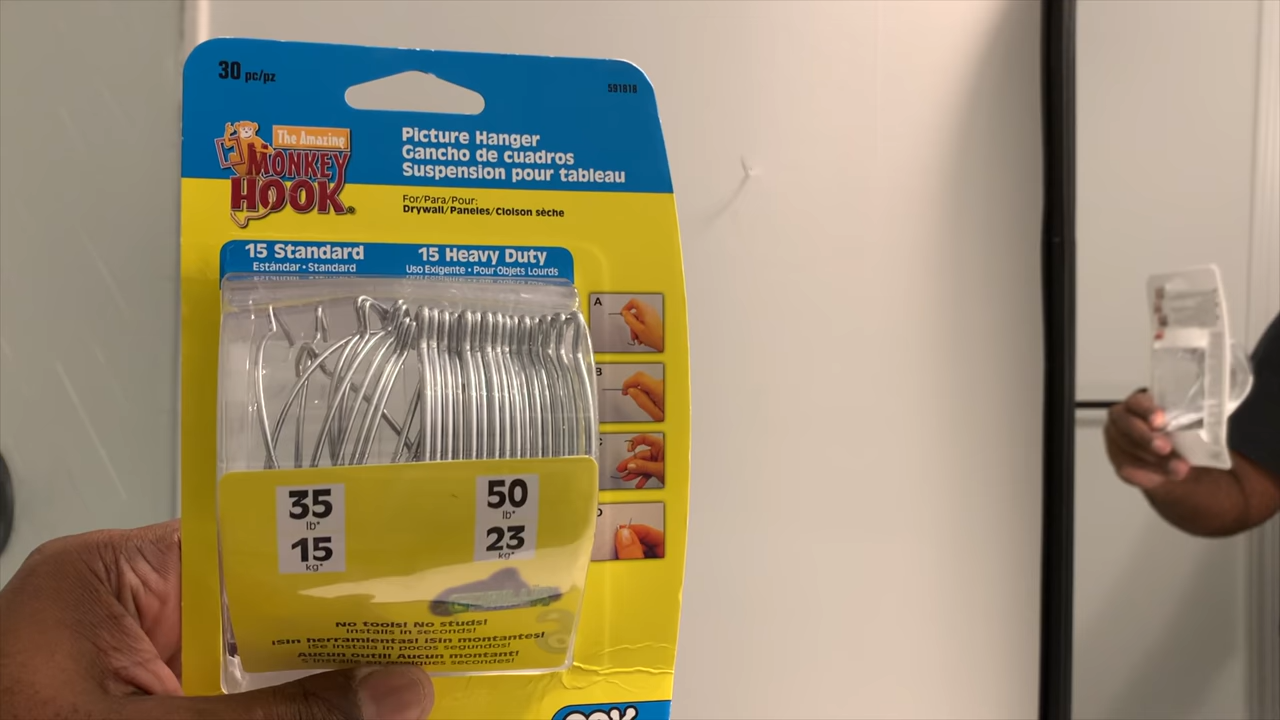 30 pc/pz
591818
The Amazing
MONKEY
HOOK®
Picture Hanger
Gancho de cuadros
Suspension pour tableau
For/Para/Pour:
Drywall/Paneles/Cloison sèche
15 Standard
Estándar • Standard
15 Heavy Duty
Uso Exigente • Pour Objets Lourds
A
B
C
D
35
lb*
15
kg*
50
lb*
23
kg*
No tools! No studs!
Installs in seconds!
¡Sin herramientas! ¡Sin montantes!
¡Se instala in pocos segundos!
Aucun outil! Aucun montant!
S'installe en quelques secondes!